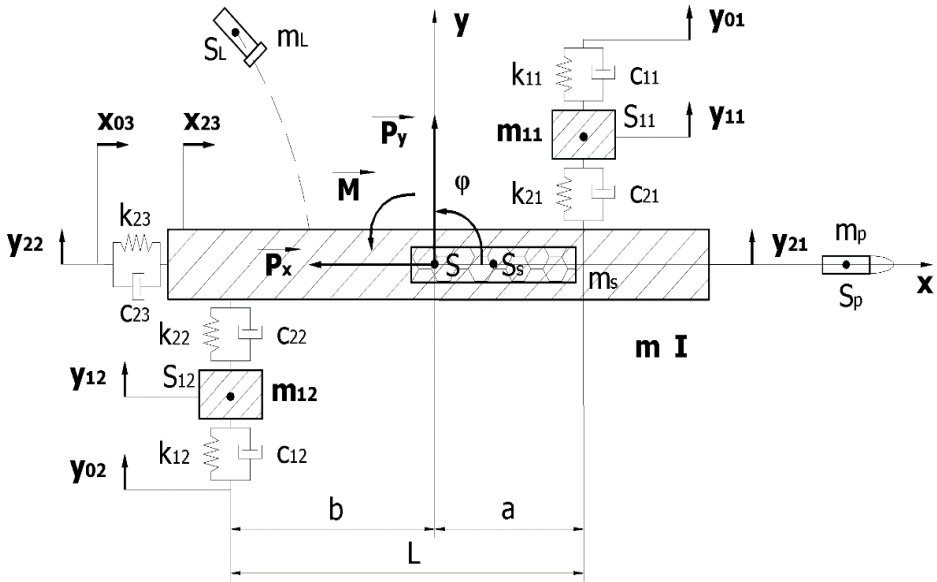 y01
y
SL mL
k11 c11
x03 x23
S11
Py m11 y11
M φ
k21 c21
k23
y22 Px S Ss y21 mp
ms x
c23 Sp
k22 c22
m I
y12 S12 m12
k12 c12
y02
b a
L